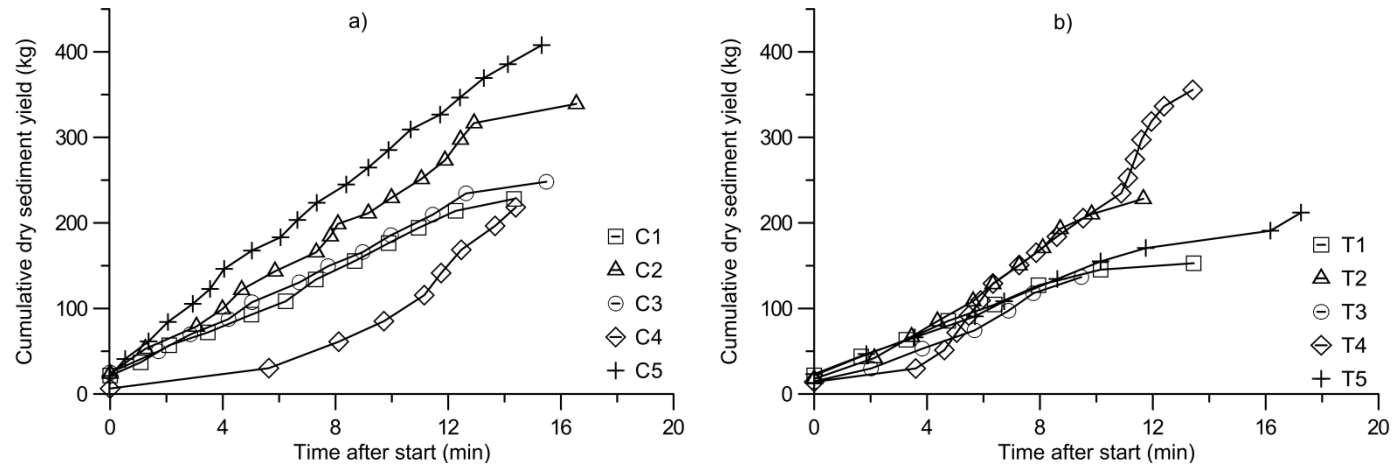 a)
Cumulative dry sediment yield (kg)
400
300
200
100
0
0 4 8 12 16 20
Time after start (min)
C1
C2
C3
C4
C5
b)
Cumulative dry sediment yield (kg)
400
300
200
100
0
0 4 8 12 16 20
Time after start (min)
T1
T2
T3
T4
T5